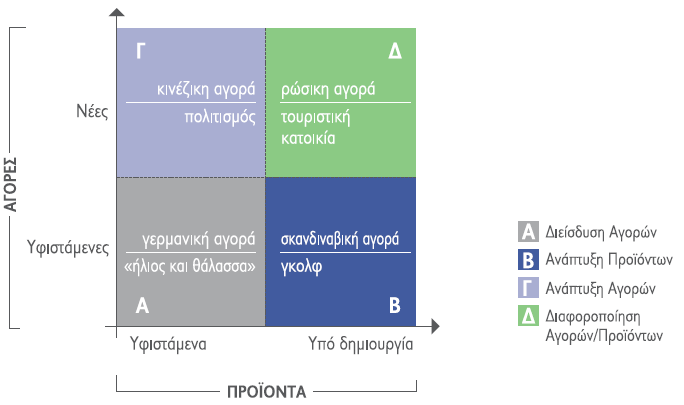 Γ
Δ
κινέζικη αγορά
πολιτισμός
ρώσικη αγορά
τουριστική
κατοικία
Νέες
ΑΓΟΡΕΣ
Υφιστάμενες
γερμανική αγορά
«ήλιος και θάλασσα»
Α
σκανδιναβική αγορά
γκολφ
Β
Υφιστάμενα
Υπό δημιουργία
ΠΡΟΪΟΝΤΑ
Α Διείσδυση Αγορών
Β Ανάπτυξη Προϊόντων
Γ Ανάπτυξη Αγορών
Δ Διαφοροποίηση
Αγορών/Προϊόντων